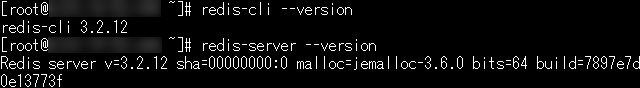 [root@ ~]# redis-cli --version
redis-cli 3.2.12
[root@ ~]# redis-server --version
Redis server v=3.2.12 sha=00000000:0 malloc=jemalloc-3.6.0 bits=64 build=7897e7d
0e13773f